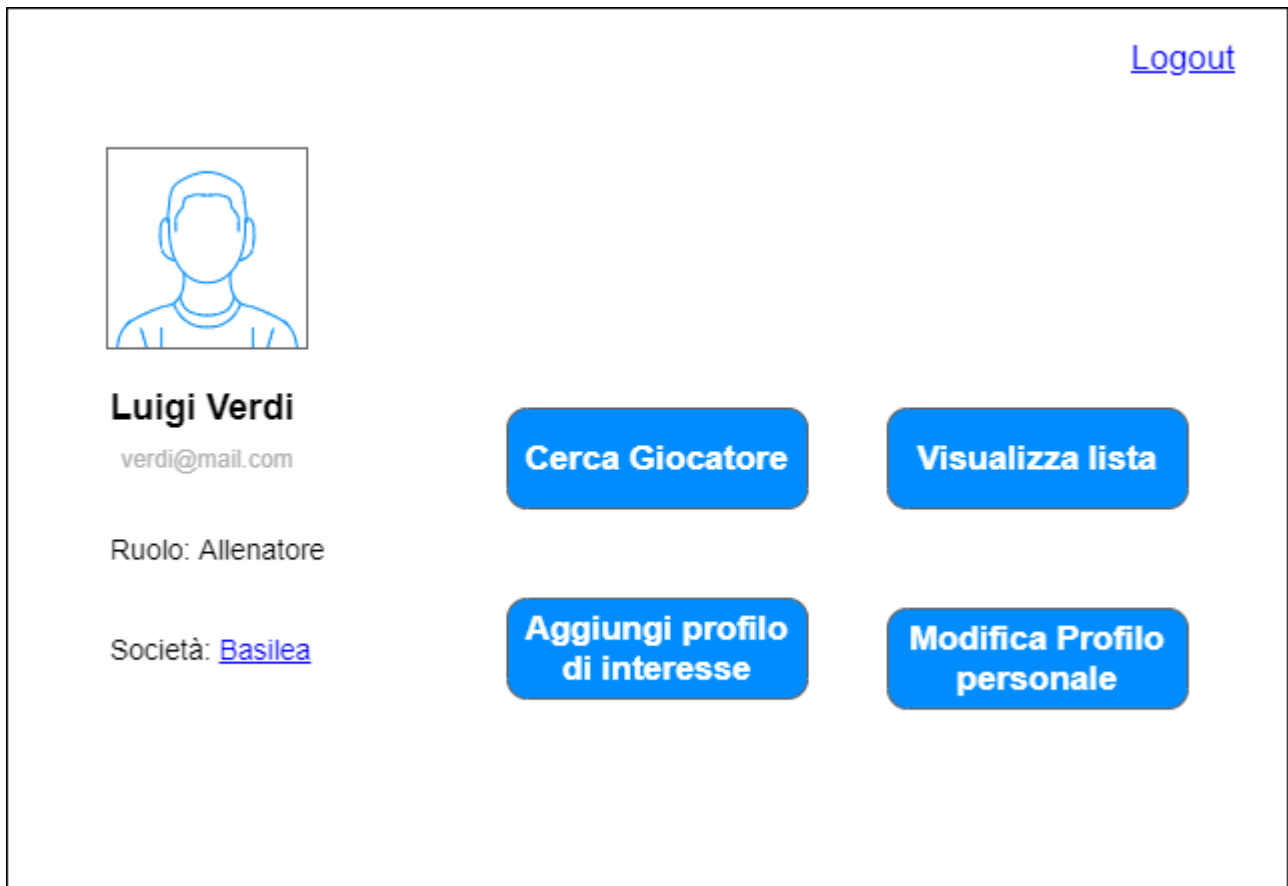 Logout
Luigi Verdi
verdi@mail.com
Ruolo: Allenatore
Società: Basilea
Cerca Giocatore
Visualizza lista
Aggiungi profilo
di interesse
Modifica Profilo
personale